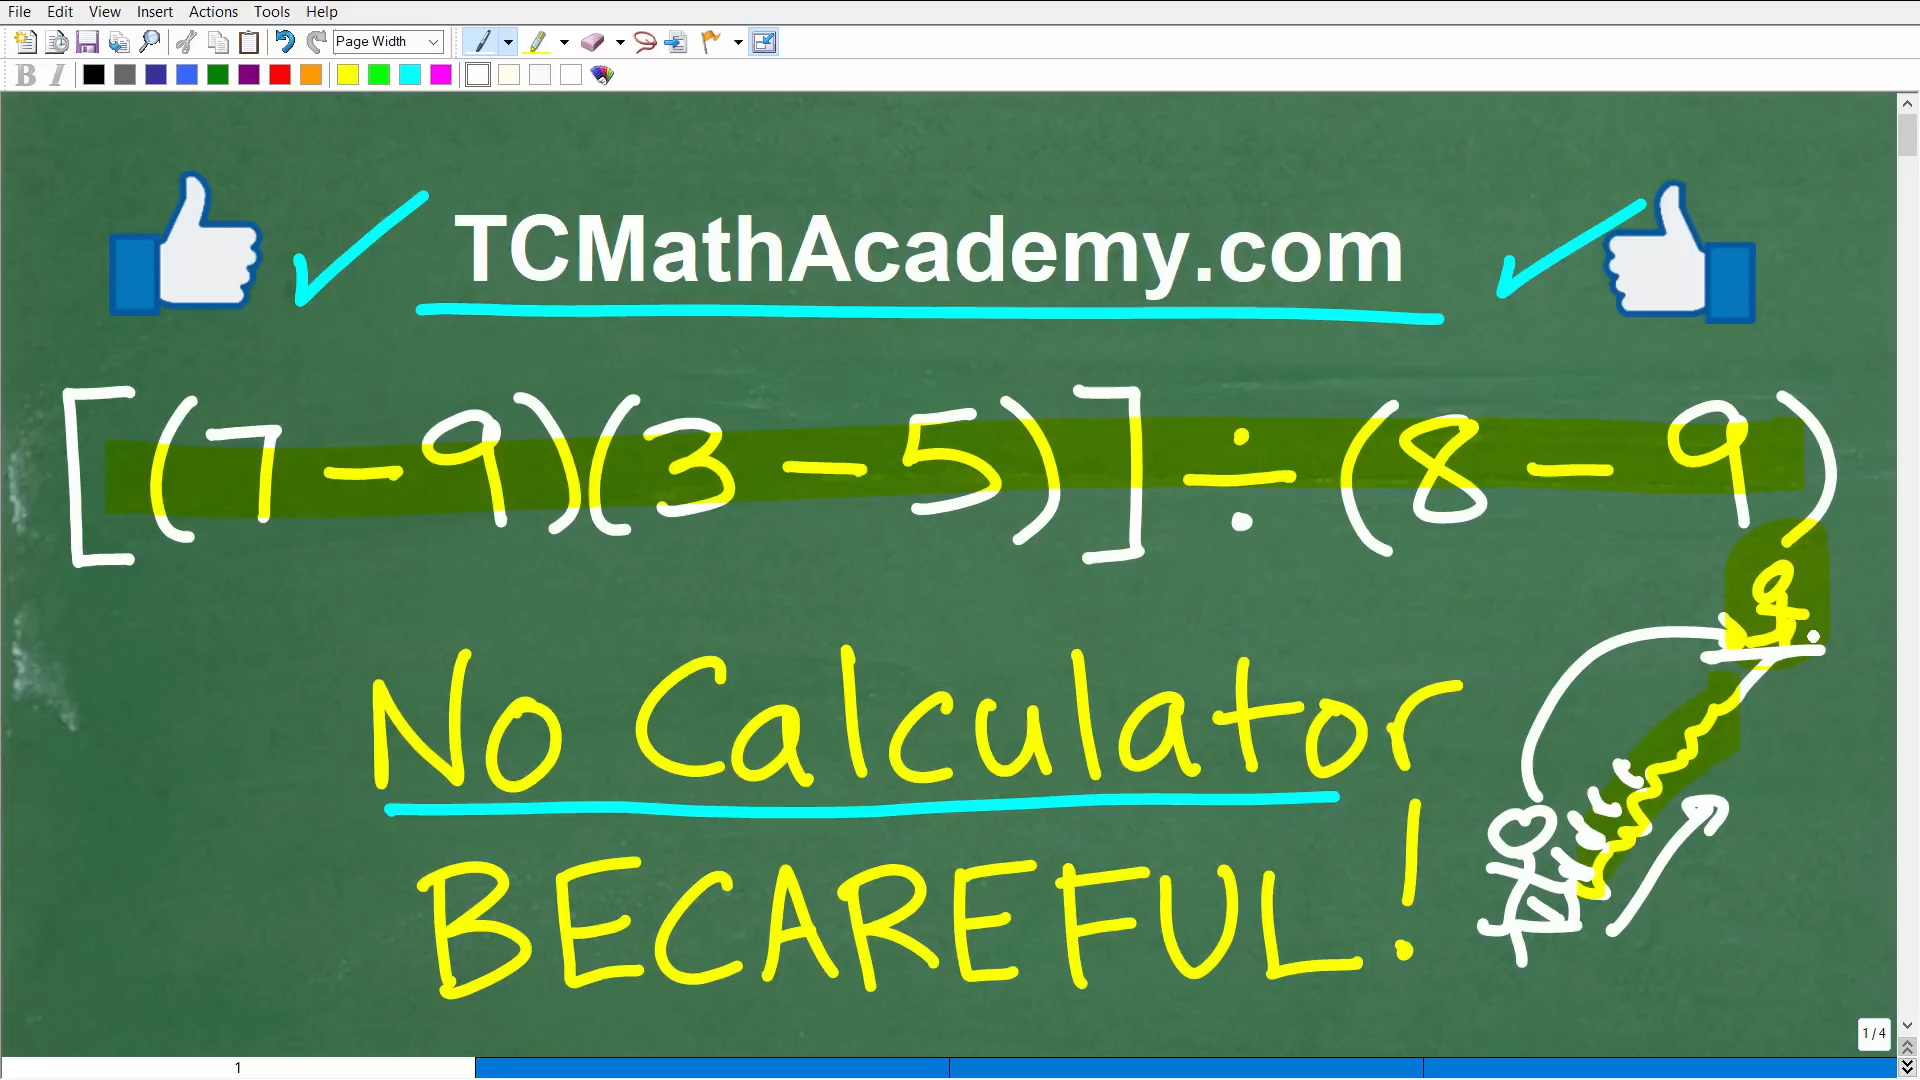 File Edit View Insert Actions Tools Help
Page Width
B I
TCMathAcademy.com
[(7-9)(3-5)]÷(8-9)
No Calculator
BECAREFUL!
1/4
1